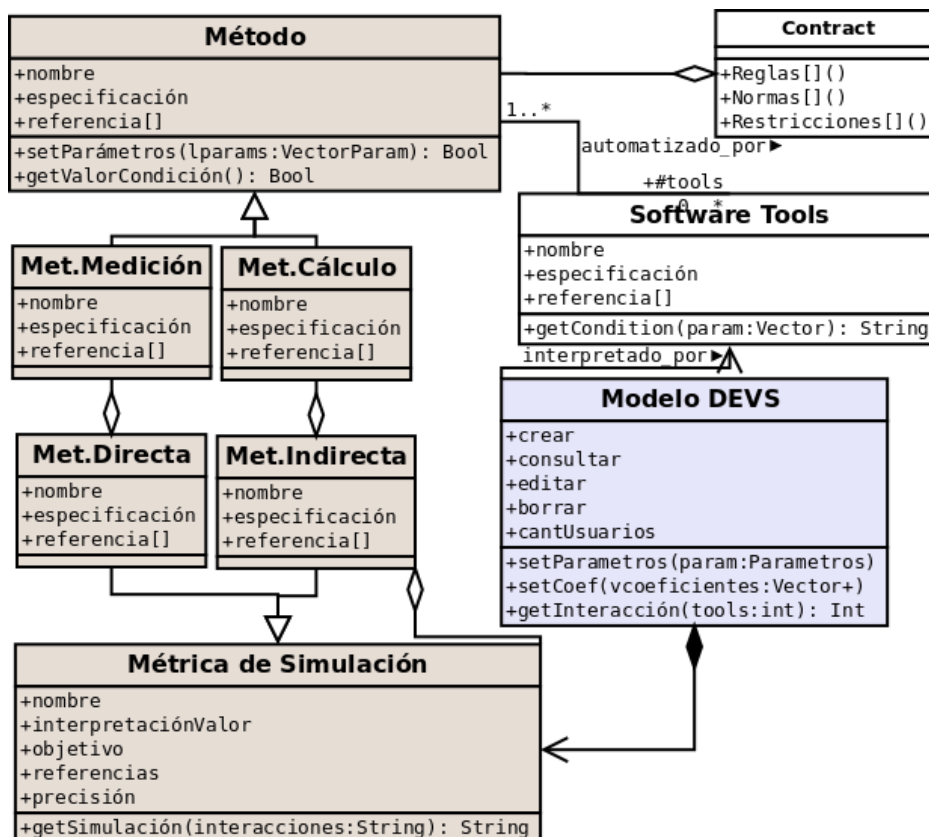 Método
+nombre
+especificación
+referencia[]
+setParámetros(lparams:VectorParam): Bool
+getValorCondición(): Bool
Contract
+Reglas[]()
+Normas[]()
+Restricciones[]()
1..*
automatizado_por►
+#tools
0..*
Software Tools
+nombre
+especificación
+referencia[]
+getCondition(param:Vector): String
interpretado_por►
Met.Medición
+nombre
+especificación
+referencia[]
Met.Cálculo
+nombre
+especificación
+referencia[]
Met.Directa
+nombre
+especificación
+referencia[]
Met.Indirecta
+nombre
+especificación
+referencia[]
Modelo DEVS
+crear
+consultar
+editar
+borrar
+cantUsuarios
+setParametros(param:Parametros)
+setCoef(vcoeficientes:Vector+)
+getInteracción(tools:int): Int
Métrica de Simulación
+nombre
+interpretaciónValor
+objetivo
+referencias
+precisión
+getSimulación(interacciones:String): String